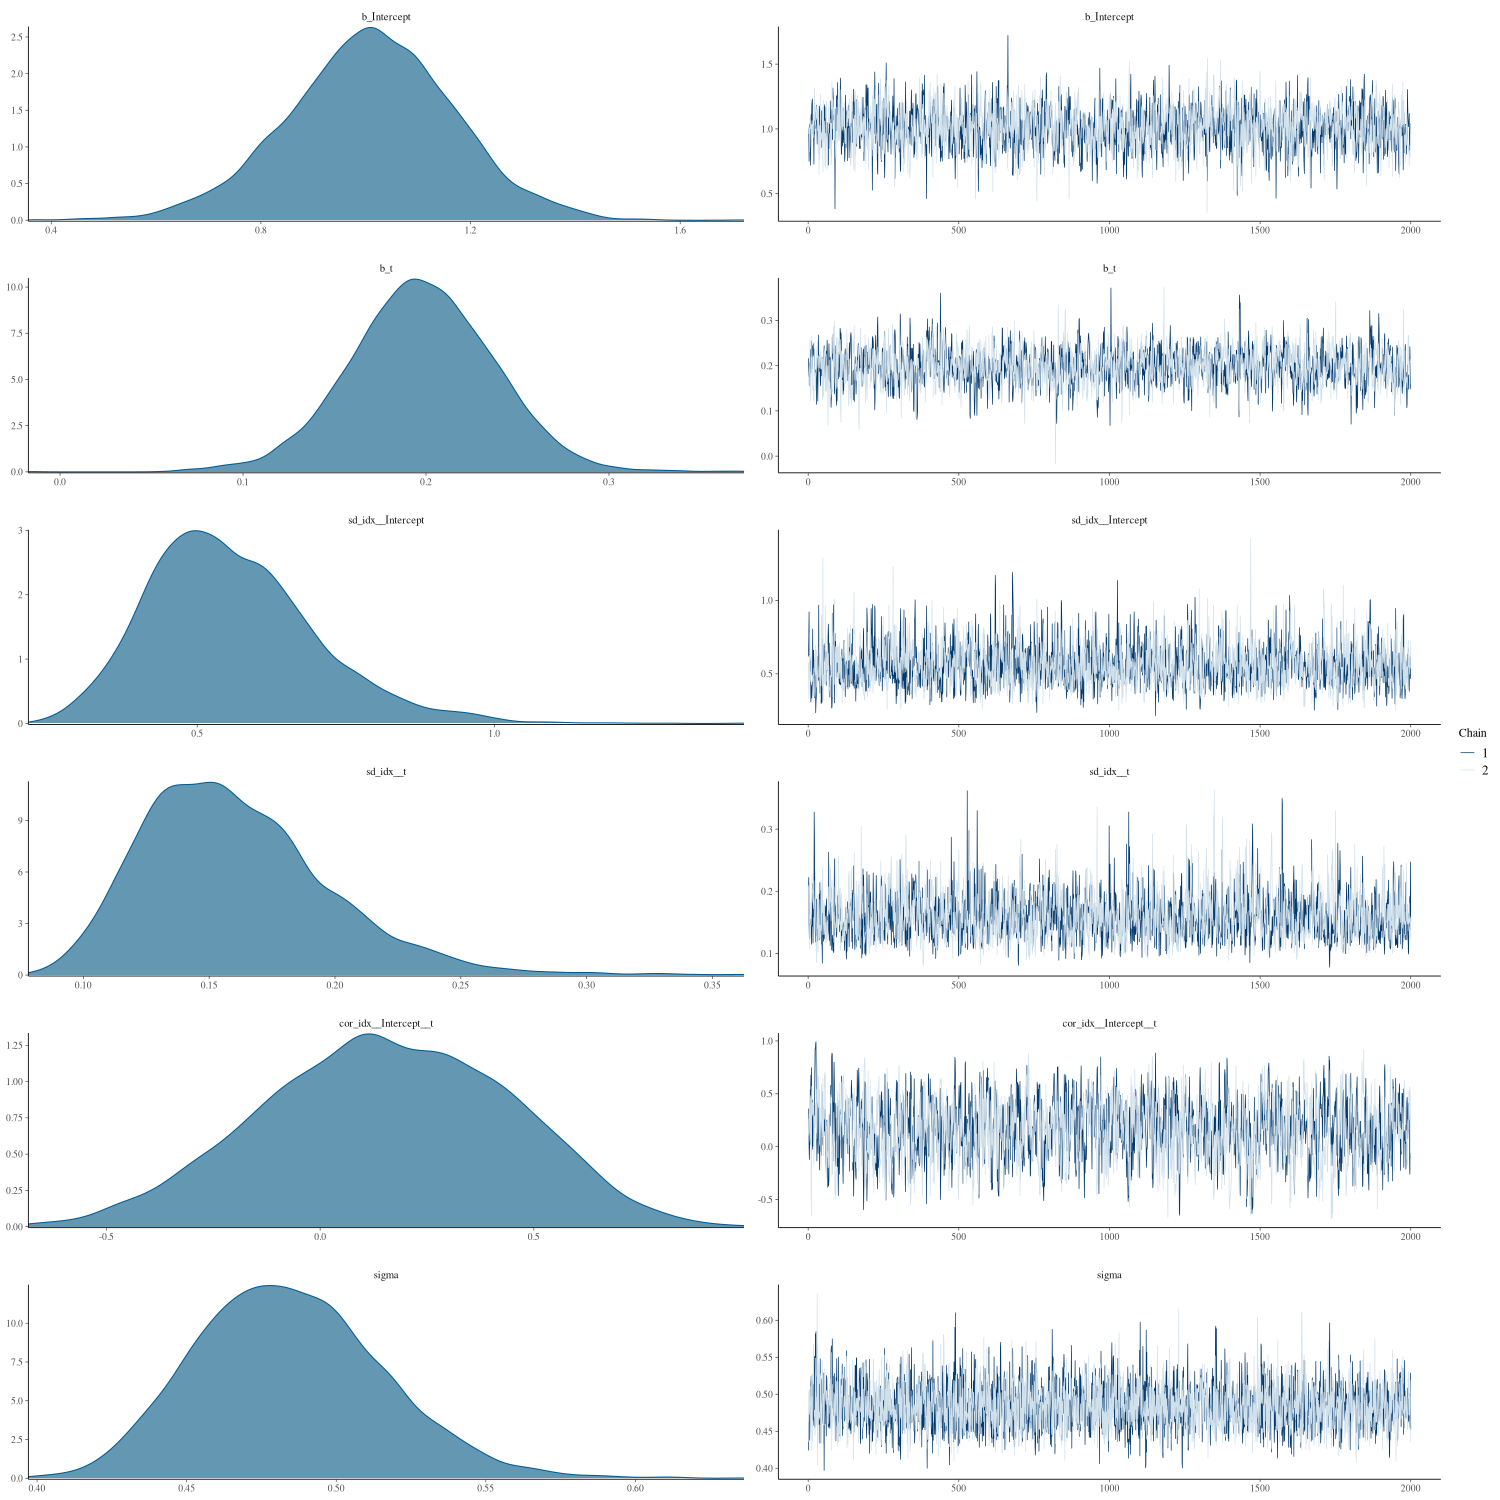 b_Intercept
2.5
2.0
1.5
1.0
0.5
0.0
0.4 0.8 1.2 1.6
b_Intercept
1.5
1.0
0.5
0 500 1000 1500 2000
b_t
10.0
7.5
5.0
2.5
0.0
0.0 0.1 0.2 0.3
b_t
0.3
0.2
0.1
0.0
0 500 1000 1500 2000
sd_idx__Intercept
3
2
1
0
0.5 1.0
sd_idx__Intercept
1.0
0.5
0 500 1000 1500 2000
sd_idx__t
9
6
3
0
0.10 0.15 0.20 0.25 0.30 0.35
sd_idx__t
0.3
0.2
0.1
0 500 1000 1500 2000
cor_idx__Intercept__t
1.25
1.00
0.75
0.50
0.25
0.00
-0.5 0.0 0.5
cor_idx__Intercept__t
1.0
0.5
0.0
-0.5
0 500 1000 1500 2000
sigma
10.0
7.5
5.0
2.5
0.0
0.40 0.45 0.50 0.55 0.60
sigma
0.60
0.55
0.50
0.45
0.40
0 500 1000 1500 2000
Chain
1
2